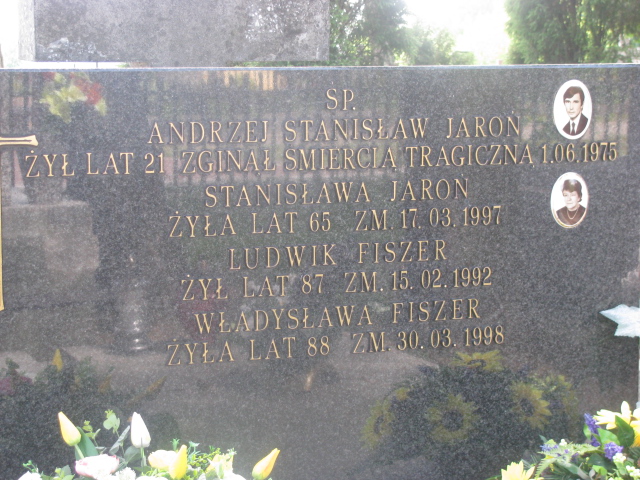 SP.
ANDRZEJ STANISŁAW JAROŃ
ŻYŁ LAT 21 ZGINĄŁ ŚMIERCIĄ TRAGICZNĄ 1.06.1975
STANISŁAWA JAROŃ
ŻYŁA LAT 65 ZM. 17.03.1997
LUDWIK FISZER
ŻYŁ LAT 87 ZM. 15.02.1992
WŁADYSŁAWA FISZER
ŻYŁA LAT 88 ZM. 30.03.1998